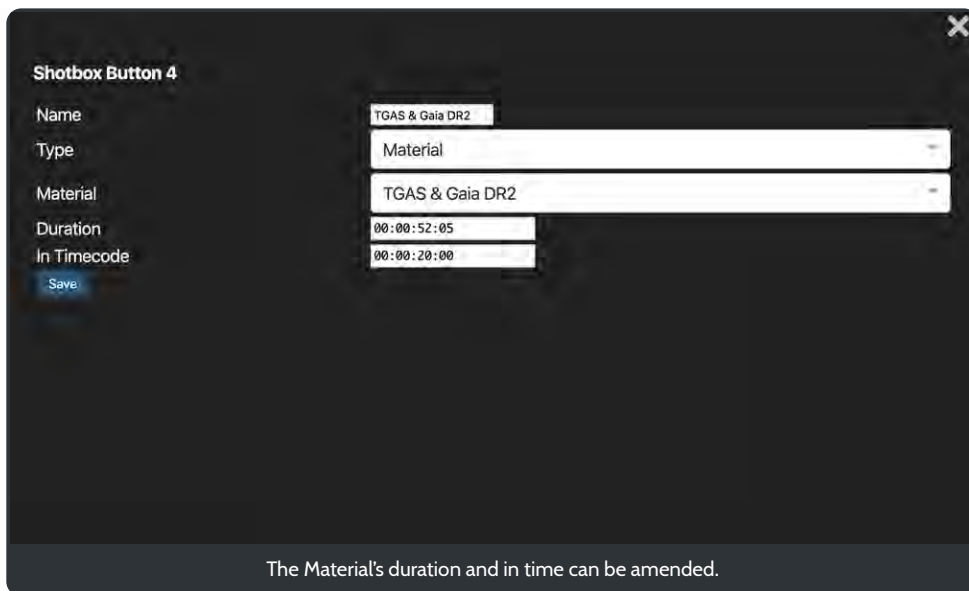 Shotbox Button 4
Name TGAS & Gaia DR2
Type Material
Material TGAS & Gaia DR2
Duration 00:00:52:05
In Timecode 00:00:20:00
Save
The Material's duration and in time can be amended.